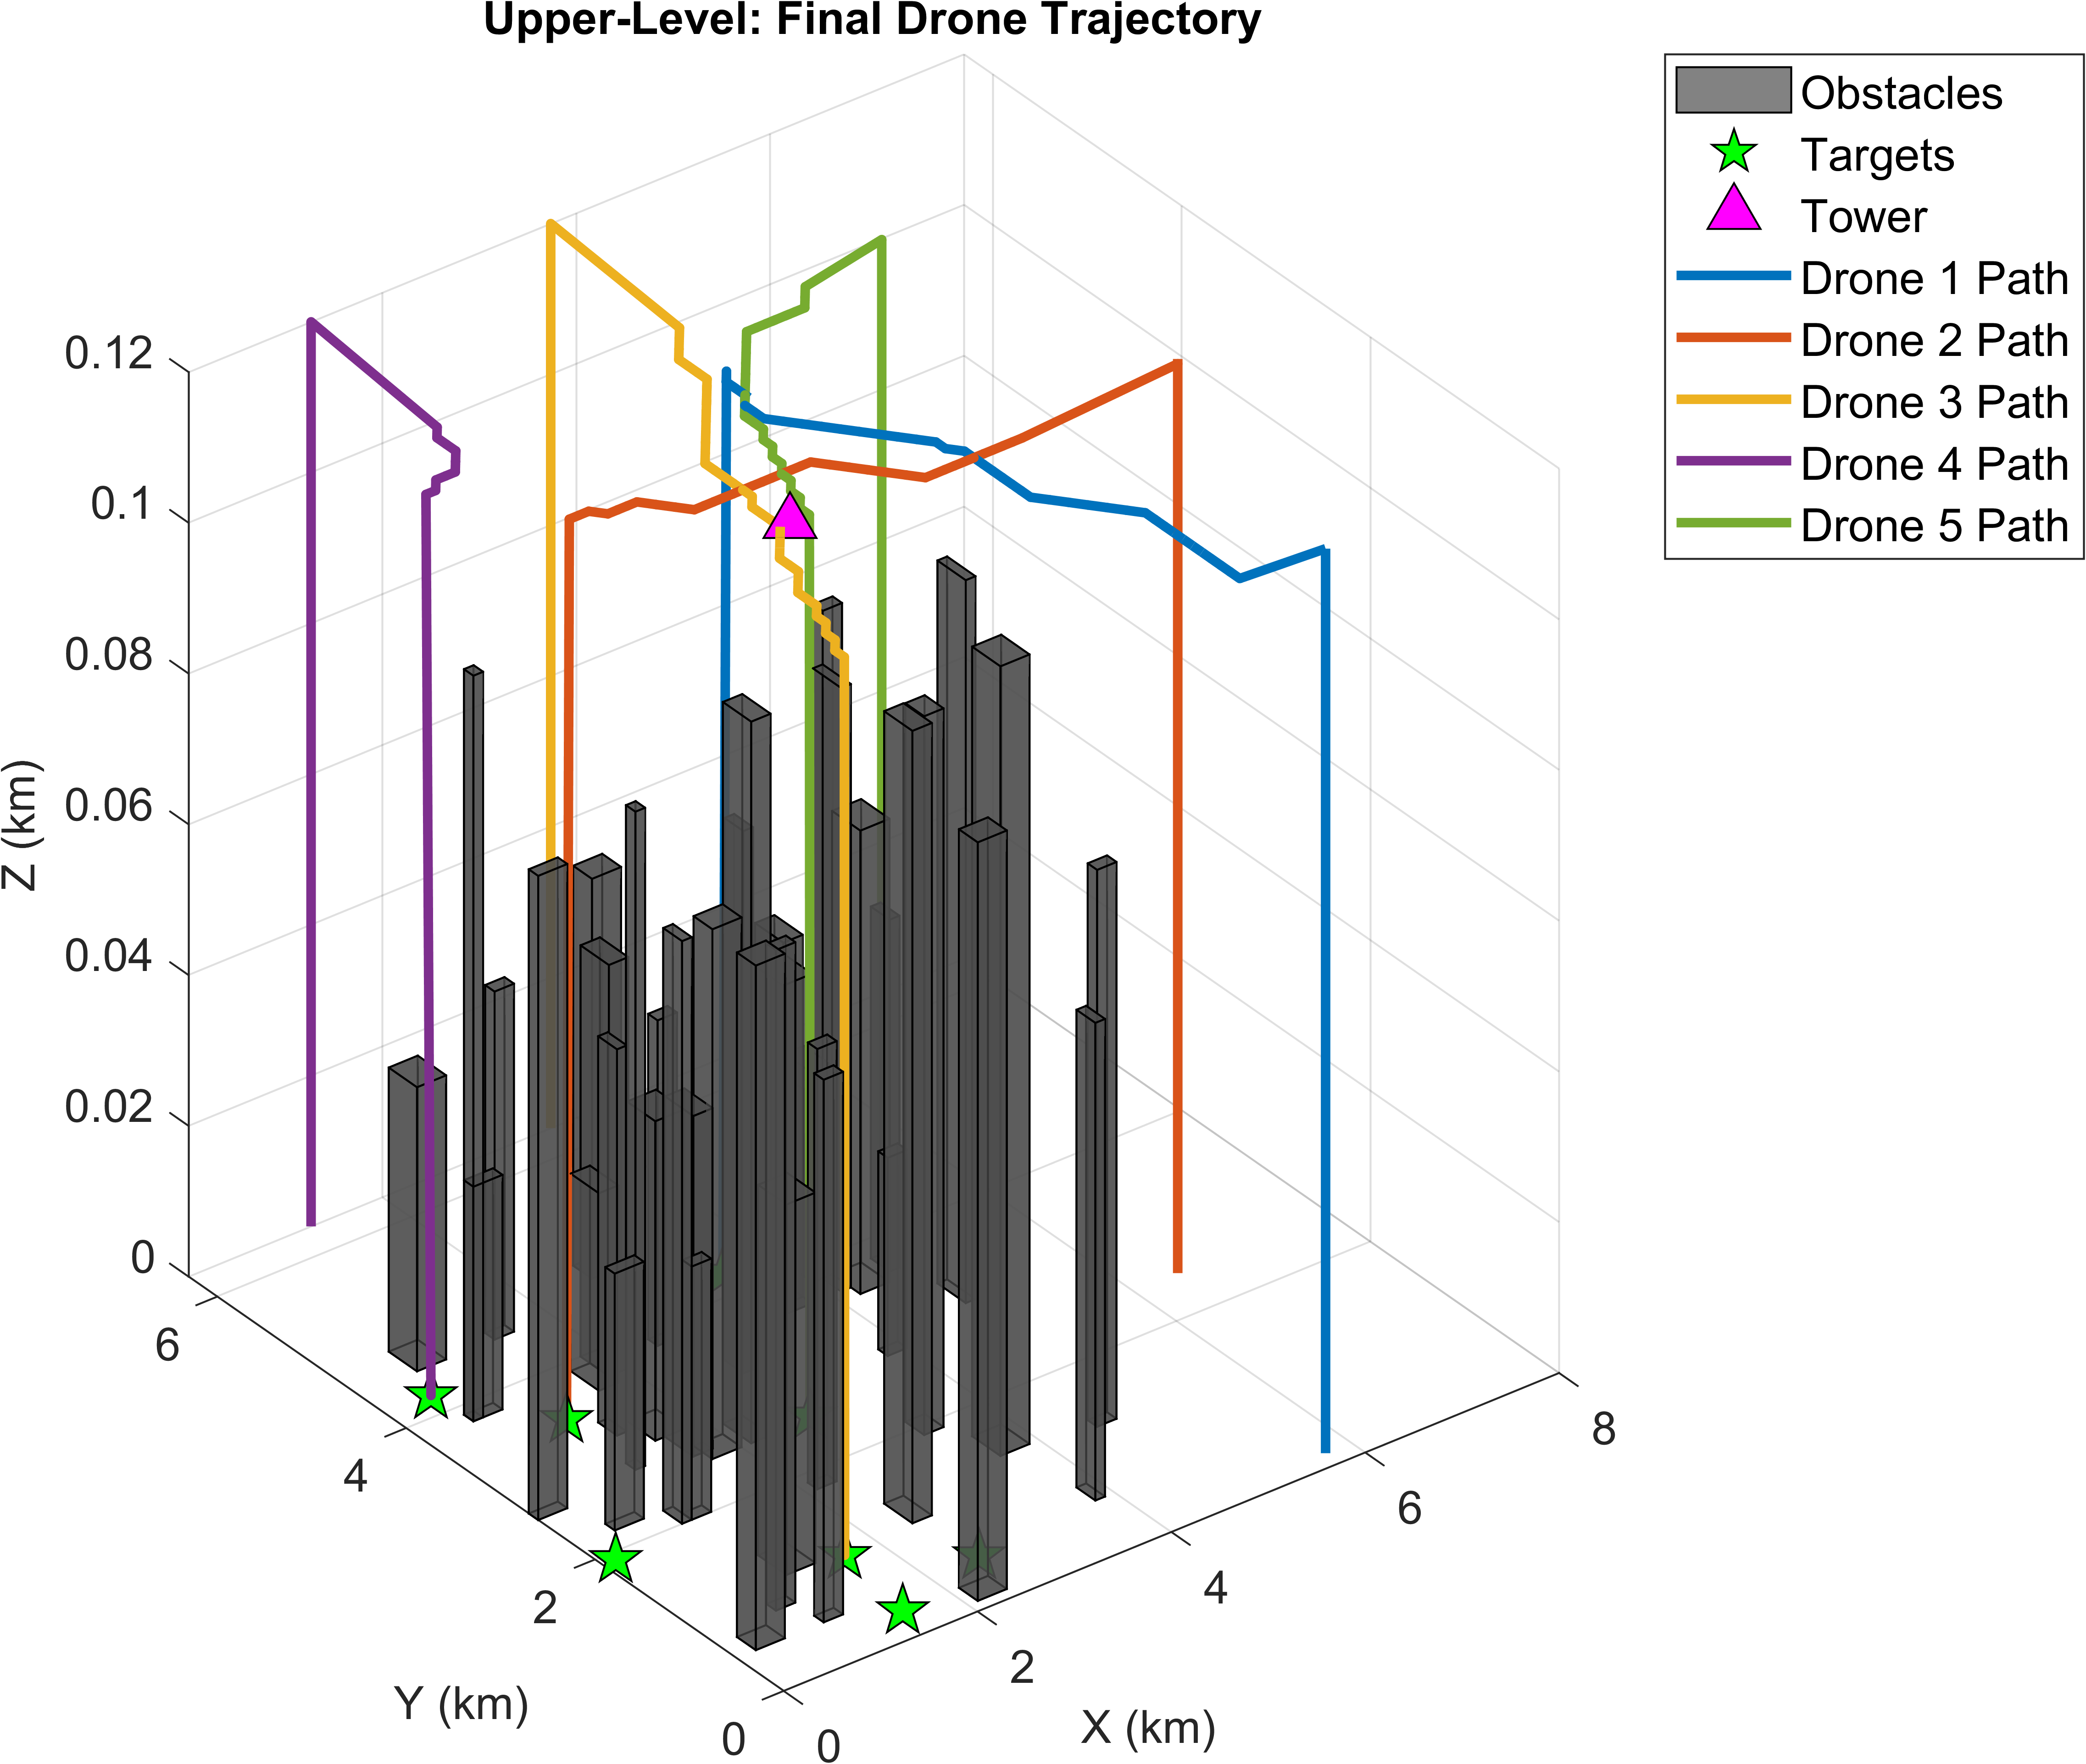 Upper-Level: Final Drone Trajectory
Obstacles
Targets
Tower
Drone 1 Path
Drone 2 Path
Drone 3 Path
Drone 4 Path
Drone 5 Path
0.12
0.1
0.08
0.06
0.04
0.02
0
Z (km)
6
4
2
0
Y (km)
0
2
4
6
8
X (km)